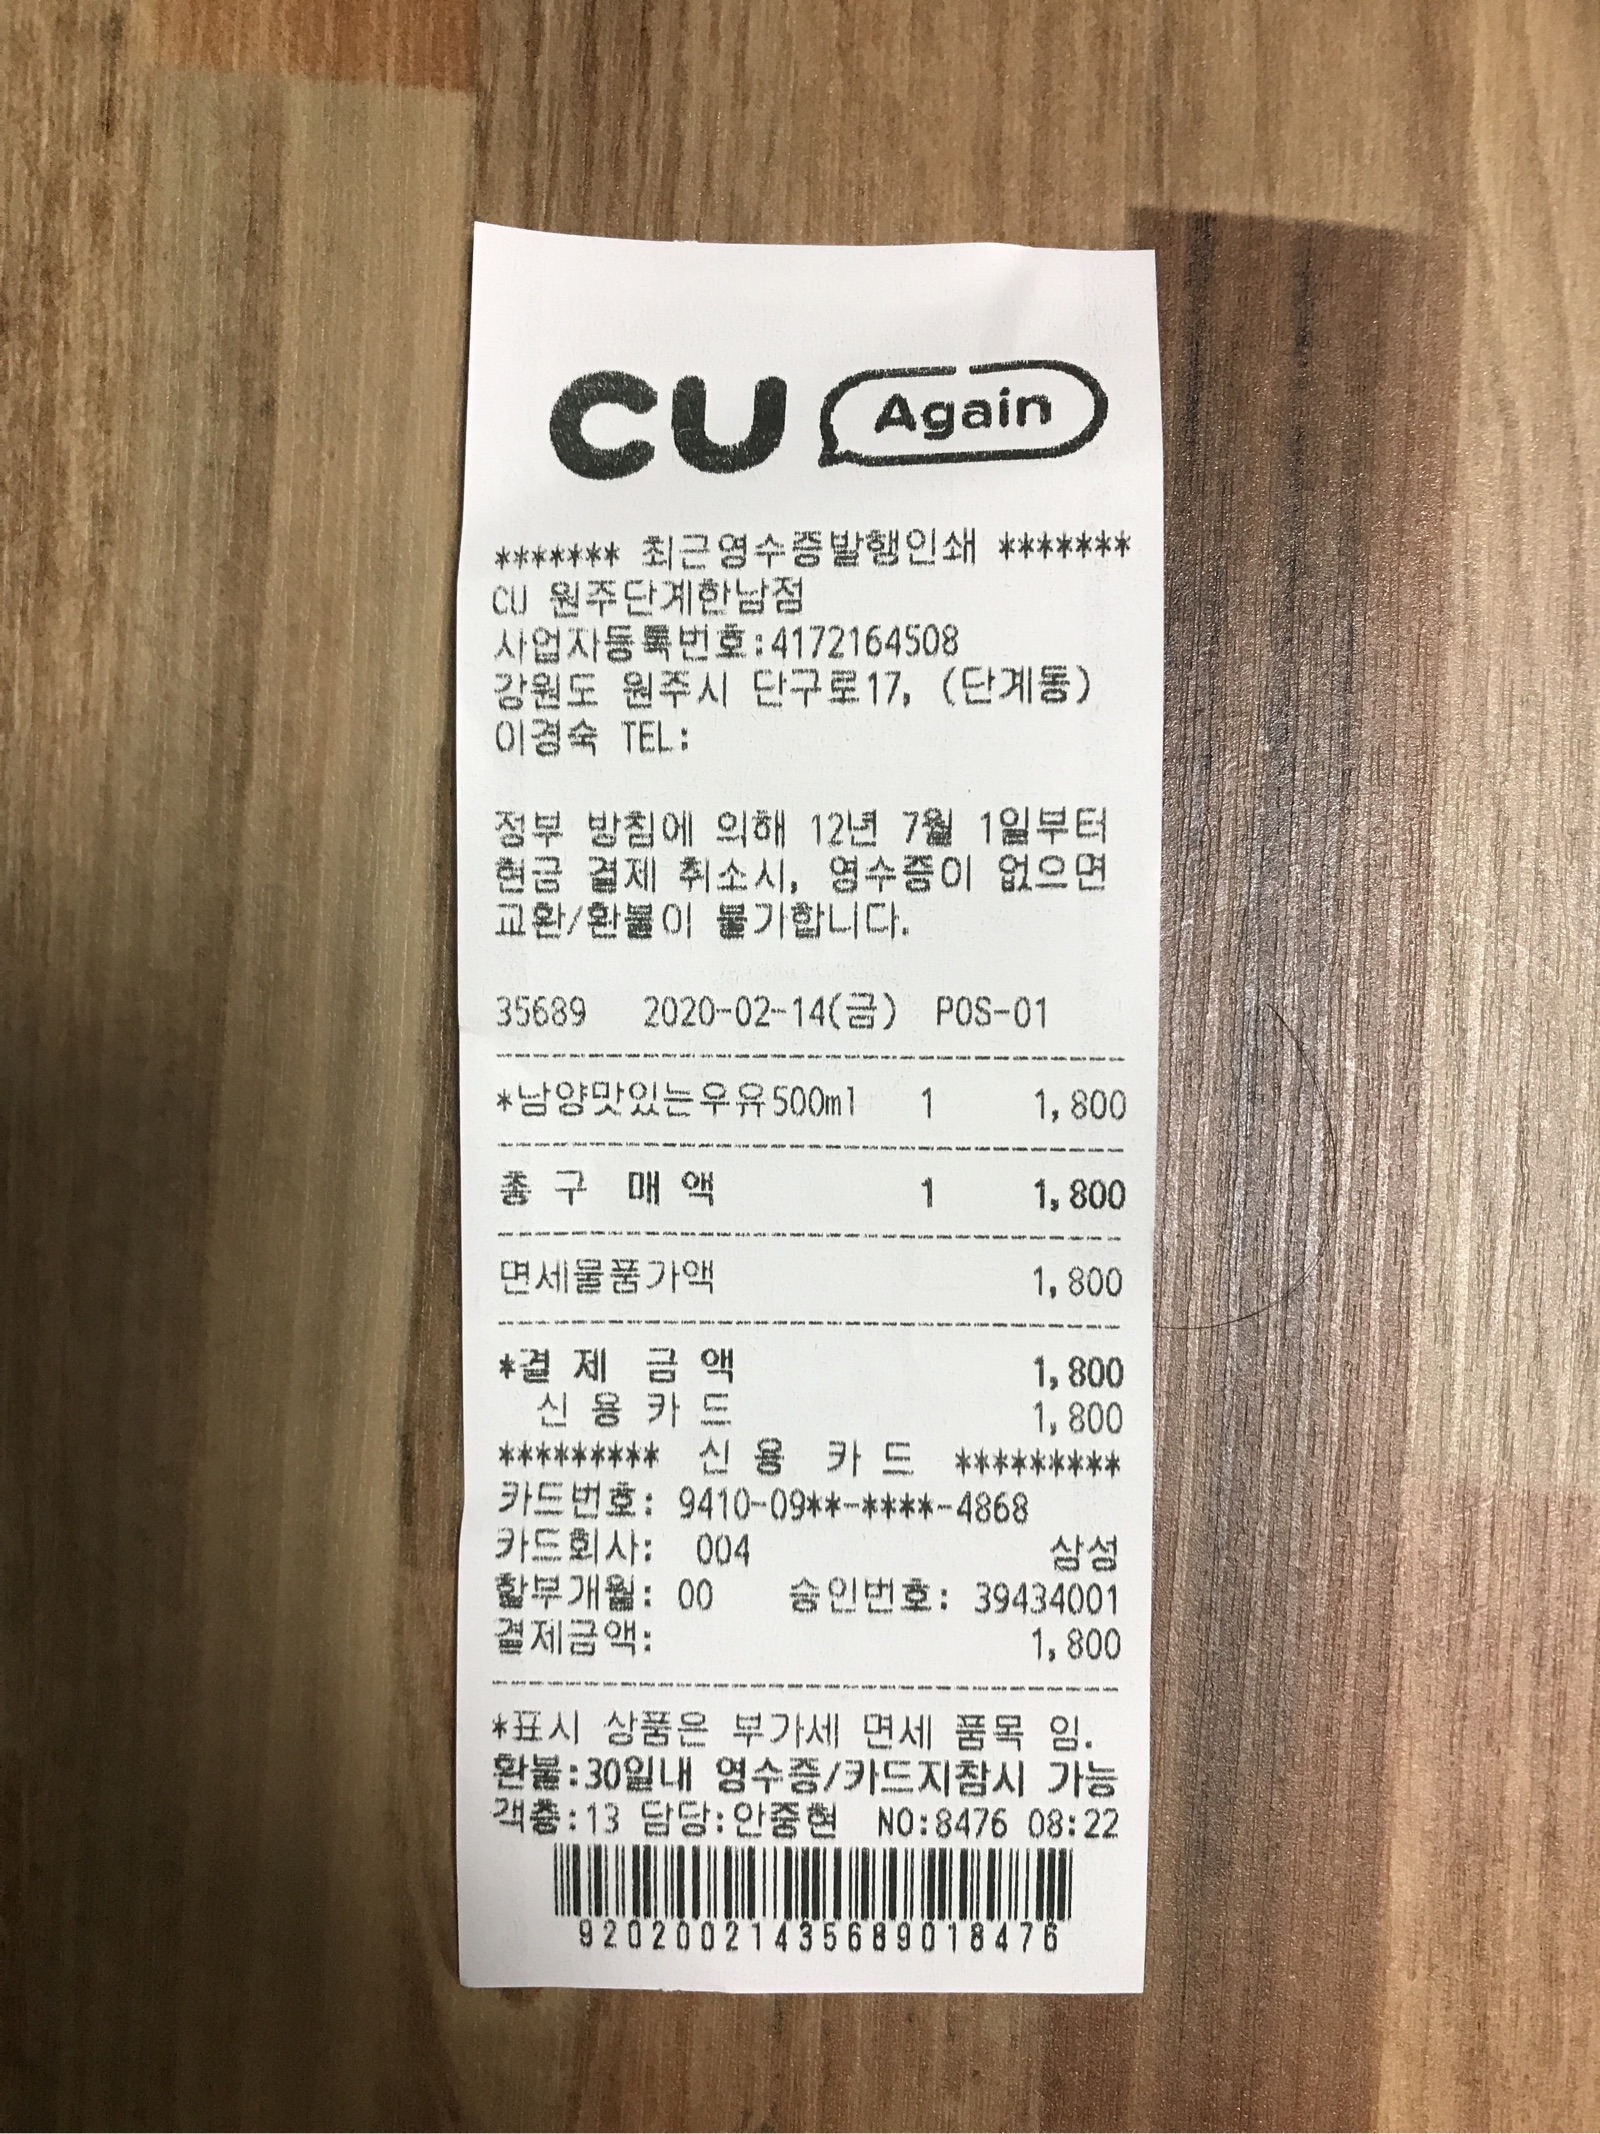 CU Again
******* 최근영수증발행인쇄 *******
CU 원주단계한남점
사업자등록번호:4172164508
강원도 원주시 단구로17, (단계동)
이경숙 TEL:
정부 방침에 의해 12년 7월 1일부터
현금 결제 취소시, 영수증이 없으면
교환/환불이 불가합니다.
35689 2020-02-14(금) POS-01
*남양맛있는우유500ml 1 1,800
총 구 매 액 1 1,800
면세물품가액 1,800
*결 제 금 액 1,800
신 용 카 드 1,800
********* 신 용 카 드 *********
카드번호: 9410-09**-****-4868
카드회사: 004 삼성
할부개월: 00 승인번호: 39434001
결제금액: 1,800
*표시 상품은 부가세 면세 품목 임.
환불:30일내 영수증/카드지참시 가능
객층:13 담당:안중현 NO:8476 08:22
92020021435689018476